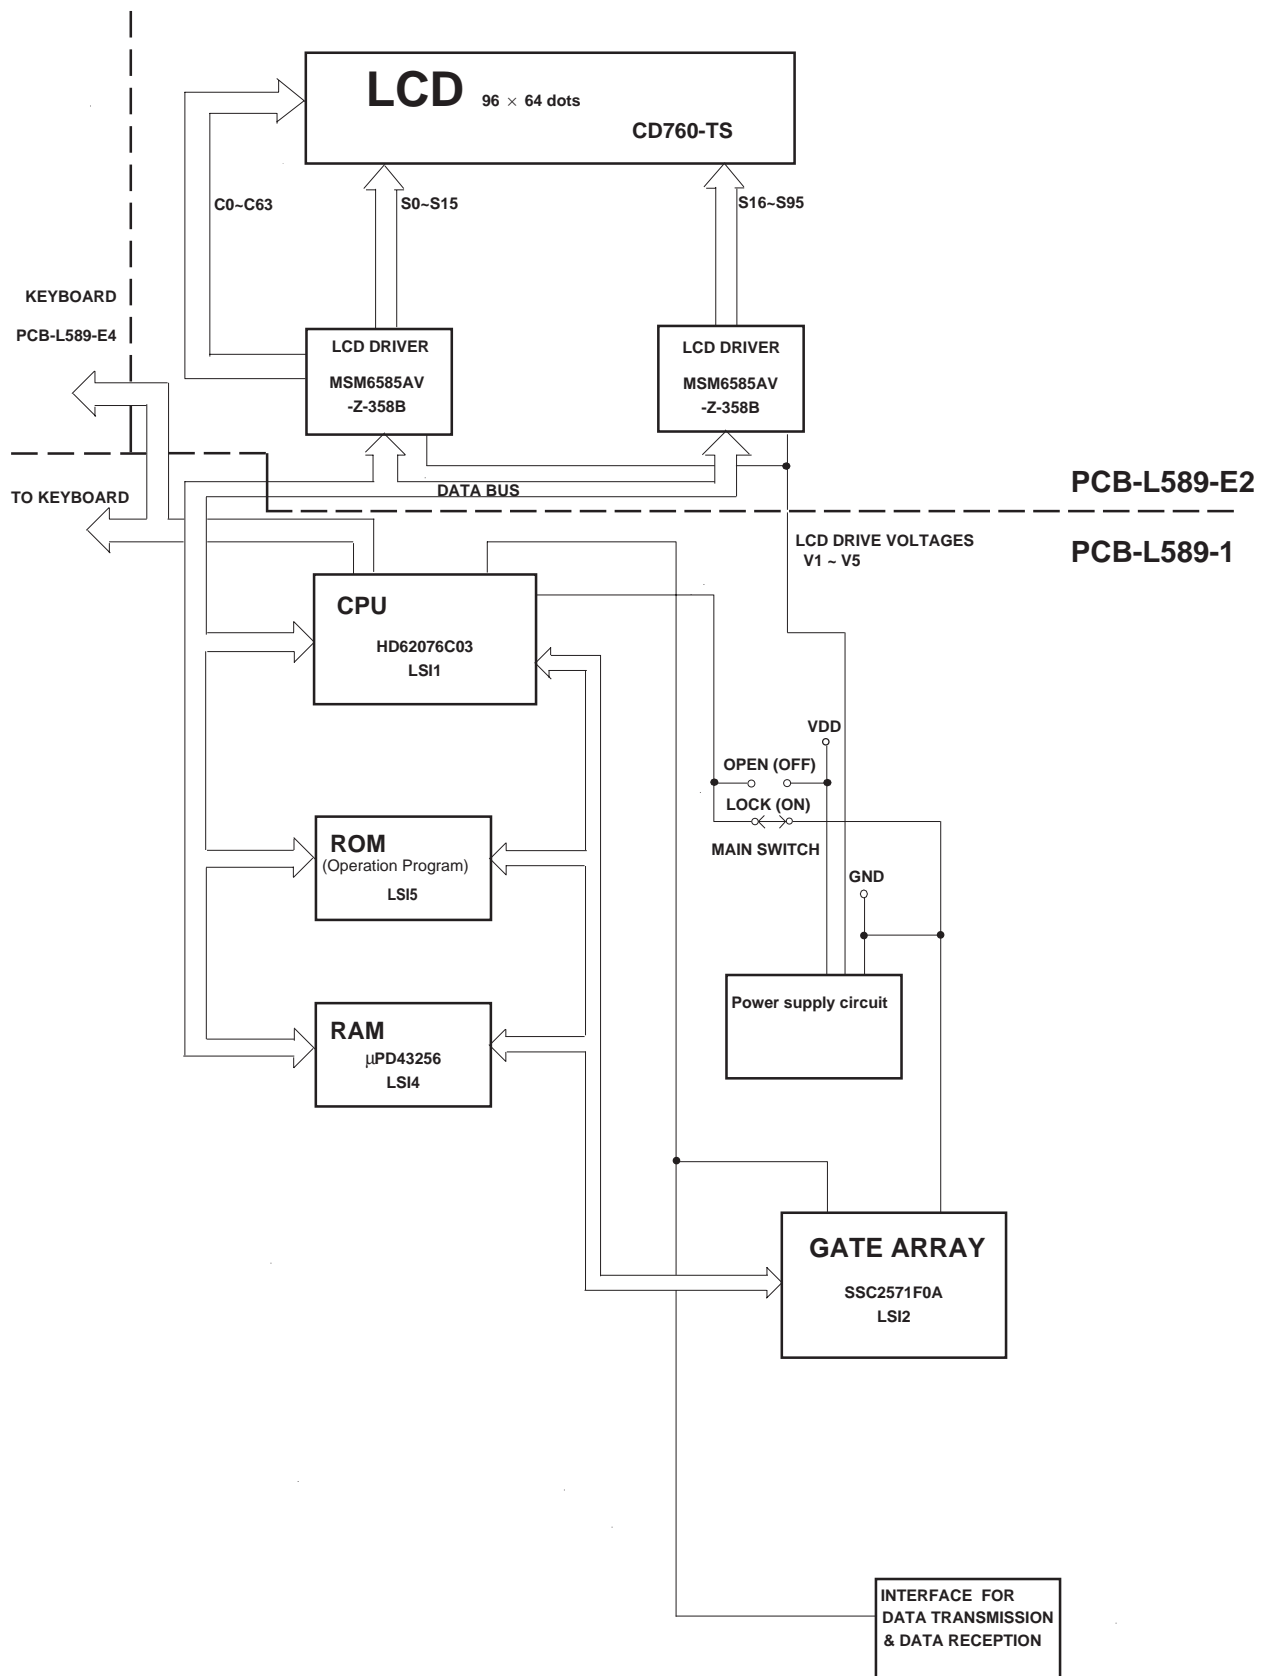 LCD 96 × 64 dots
CD760-TS
C0~C63
S0~S15
S16~S95
KEYBOARD
PCB-L589-E4
LCD DRIVER
MSM6585AV
-Z-358B
LCD DRIVER
MSM6585AV
-Z-358B
TO KEYBOARD
DATA BUS
PCB-L589-E2
LCD DRIVE VOLTAGES
V1 ~ V5
PCB-L589-1
CPU
HD62076C03
LSI1
VDD
OPEN (OFF)
LOCK (ON)
MAIN SWITCH
ROM
(Operation Program)
LSI5
GND
Power supply circuit
RAM
µPD43256
LSI4
GATE ARRAY
SSC2571F0A
LSI2
INTERFACE FOR
DATA TRANSMISSION
& DATA RECEPTION